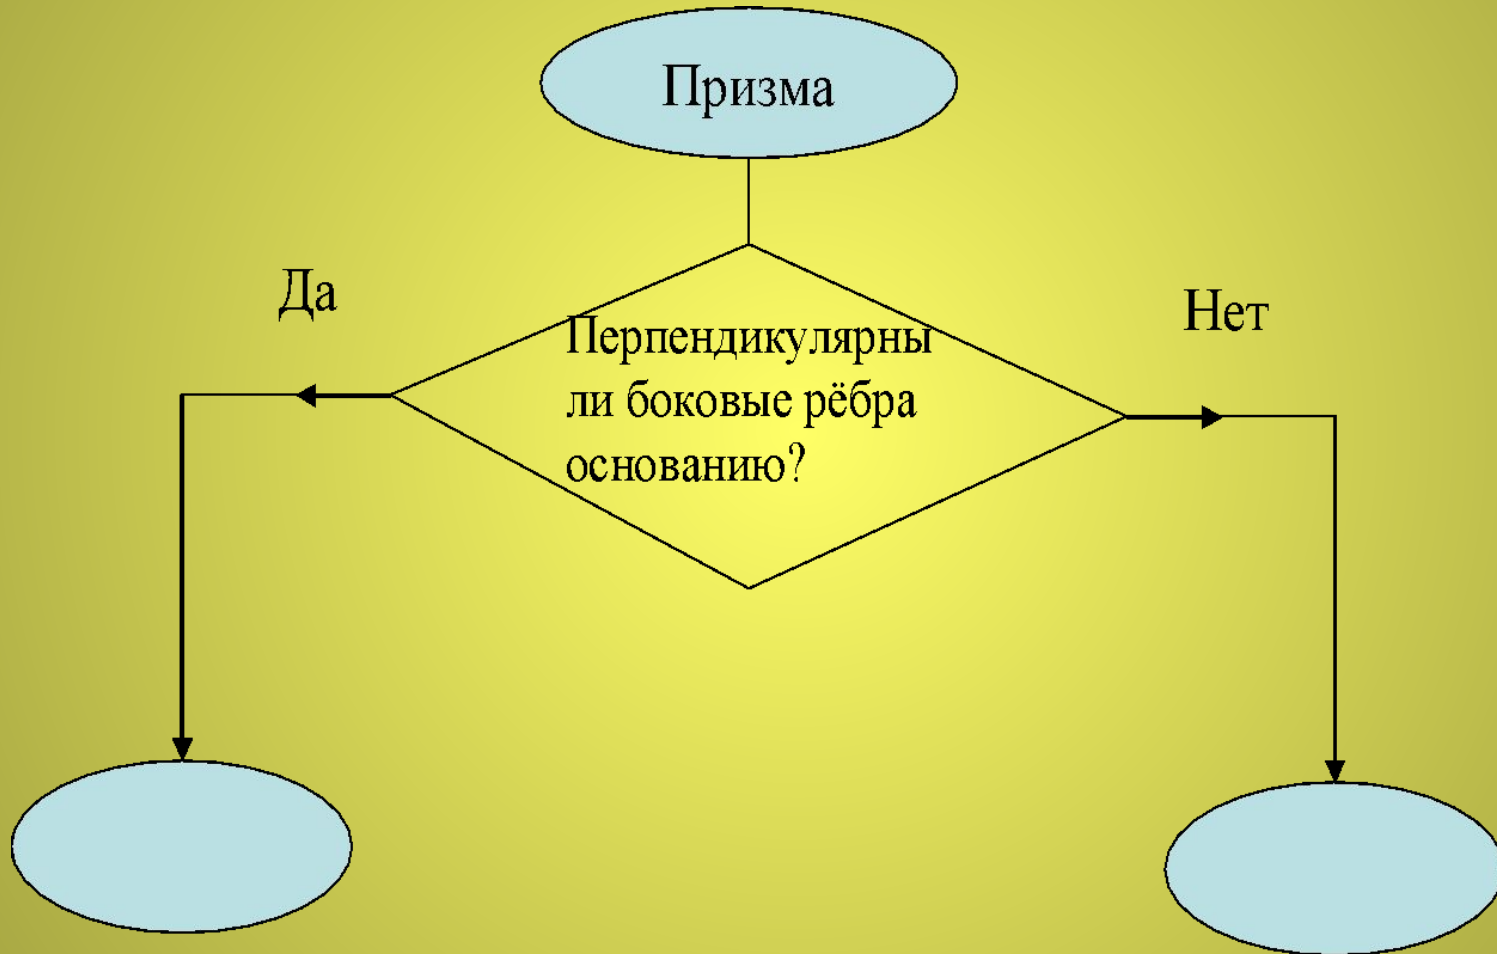 Призма
Да
Нет
Перпендикулярны
ли боковые рёбра
основанию?